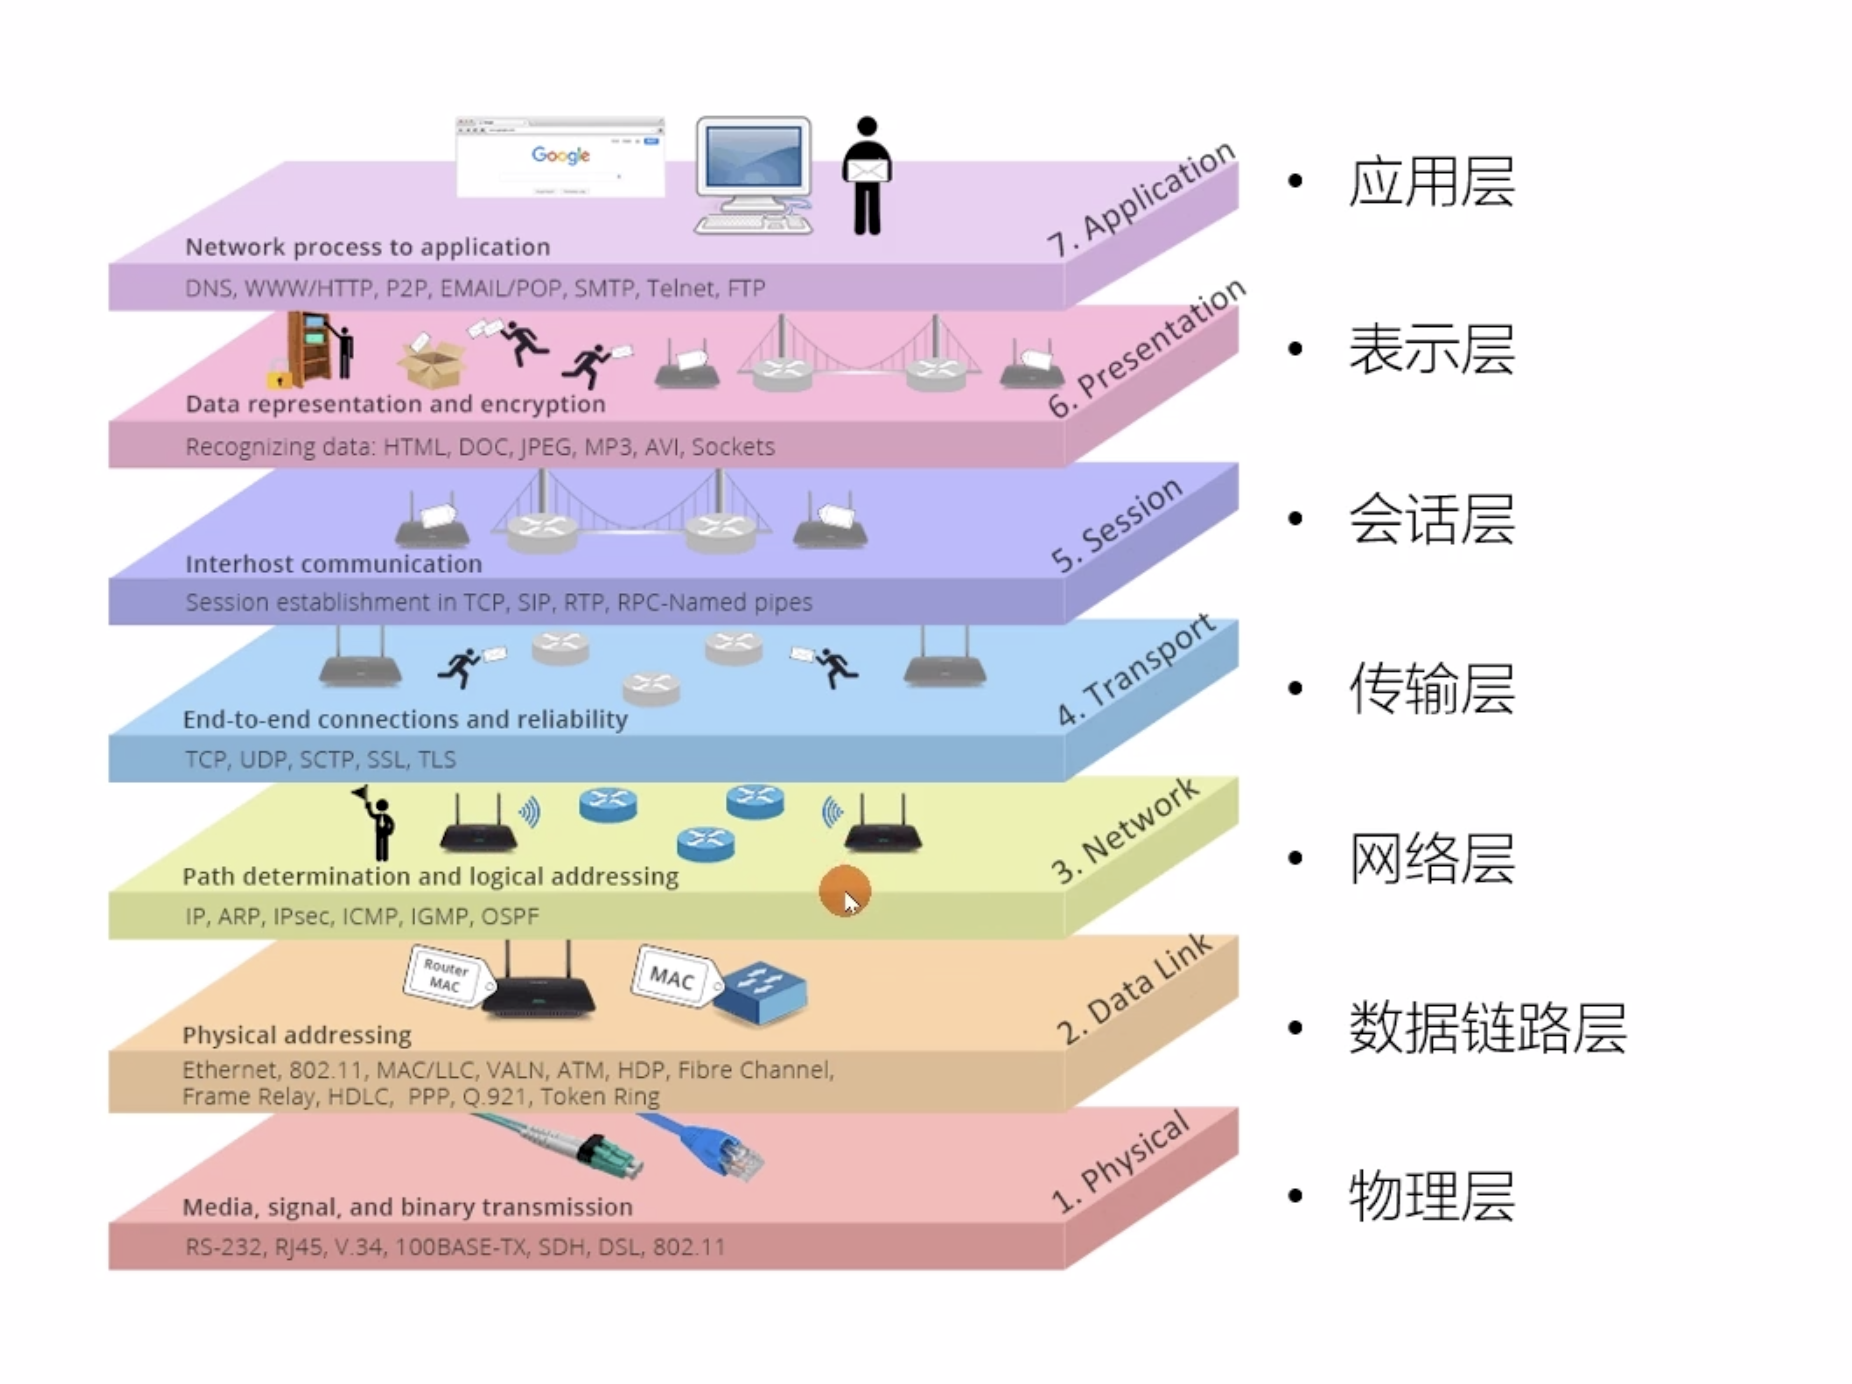 Google
7. Application
应用层
Network process to application
DNS, WWW/HTTP, P2P, EMAIL/POP, SMTP, Telnet, FTP
6. Presentation
表示层
Data representation and encryption
Recognizing data: HTML, DOC, JPEG, MP3, AVI, Sockets
5. Session
会话层
Interhost communication
Session establishment in TCP, SIP, RTP, RPC-Named pipes
4. Transport
传输层
End-to-end connections and reliability
TCP, UDP, SCTP, SSL, TLS
3. Network
网络层
Path determination and logical addressing
IP, ARP, IPsec, ICMP, IGMP, OSPF
Router
MAC
MAC
2. Data Link
数据链路层
Physical addressing
Ethernet, 802.11, MAC/LLC, VALN, ATM, HDP, Fibre Channel,
Frame Relay, HDLC, PPP, Q.921, Token Ring
1. Physical
物理层
Media, signal, and binary transmission
RS-232, RJ45, V.34, 100BASE-TX, SDH, DSL, 802.11